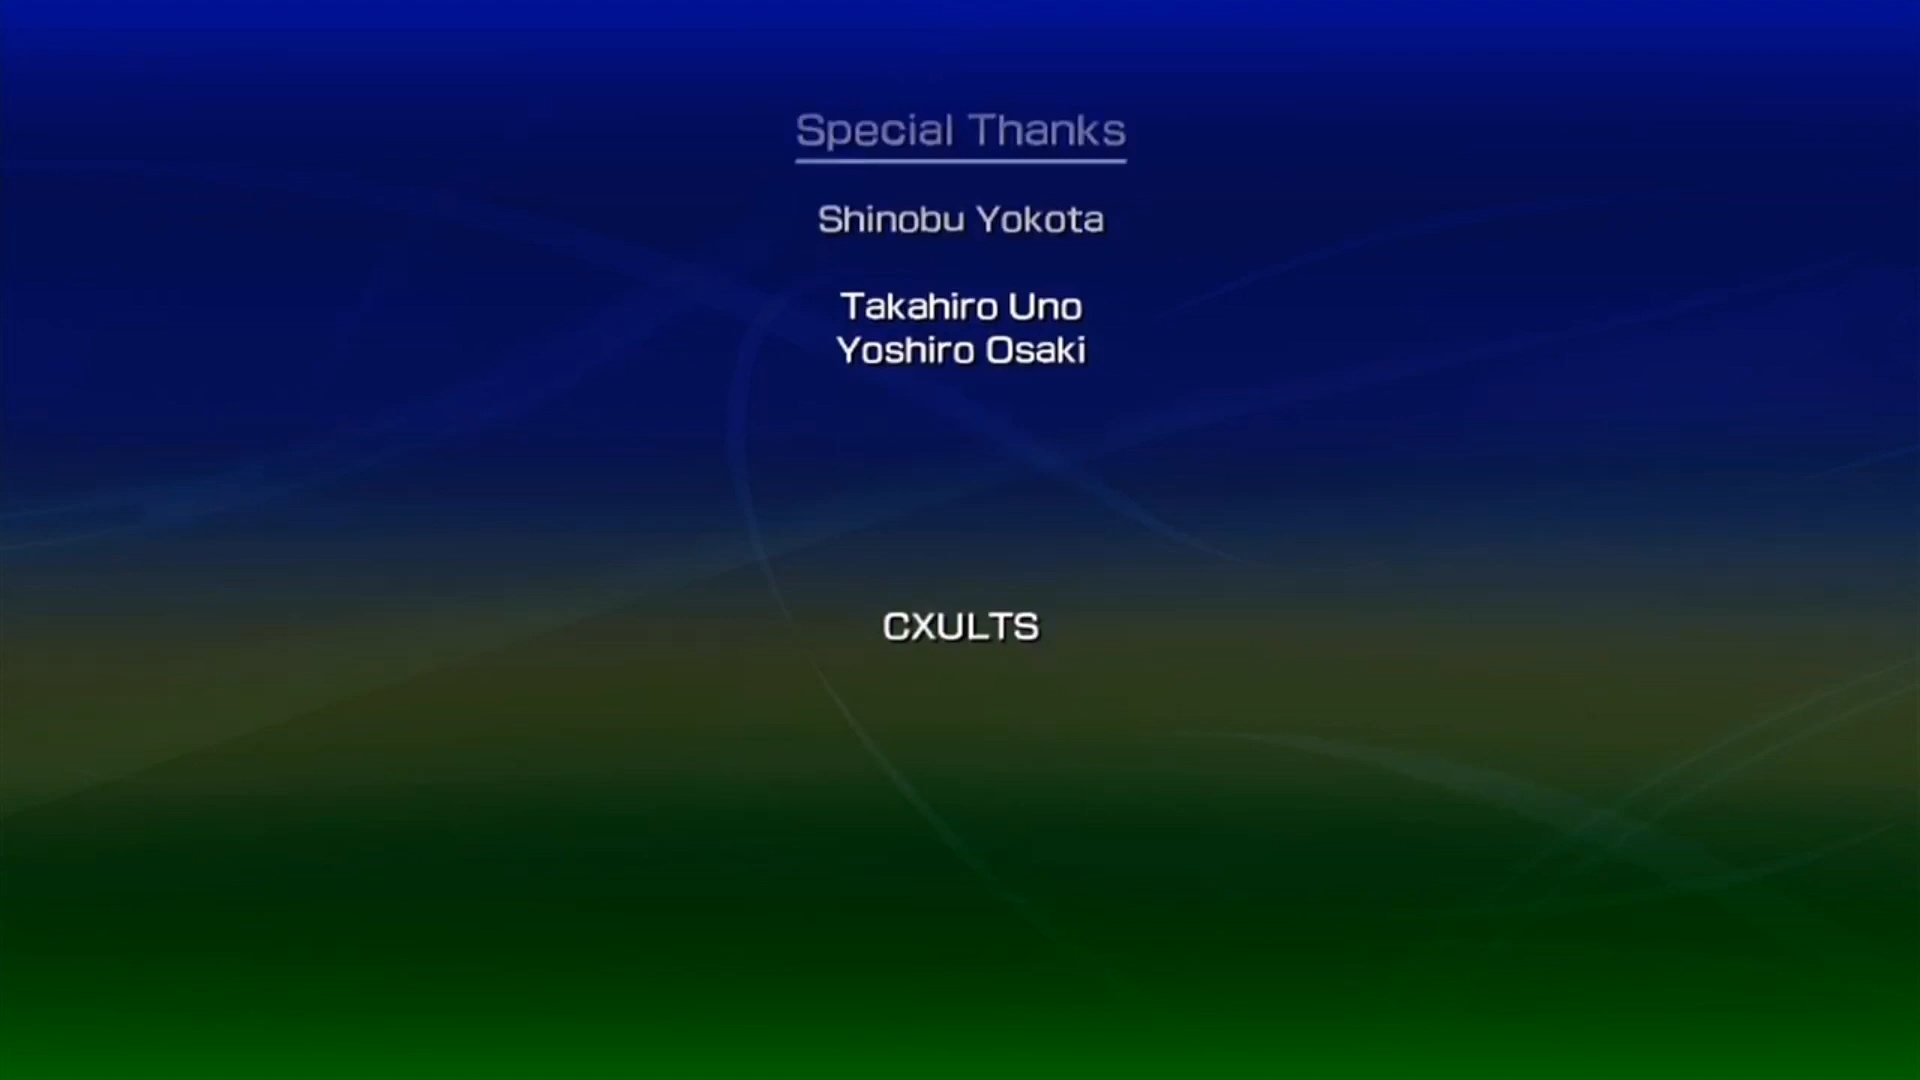 Special Thanks
Shinobu Yokota
Takahiro Uno
Yoshiro Osaki
CXULTS